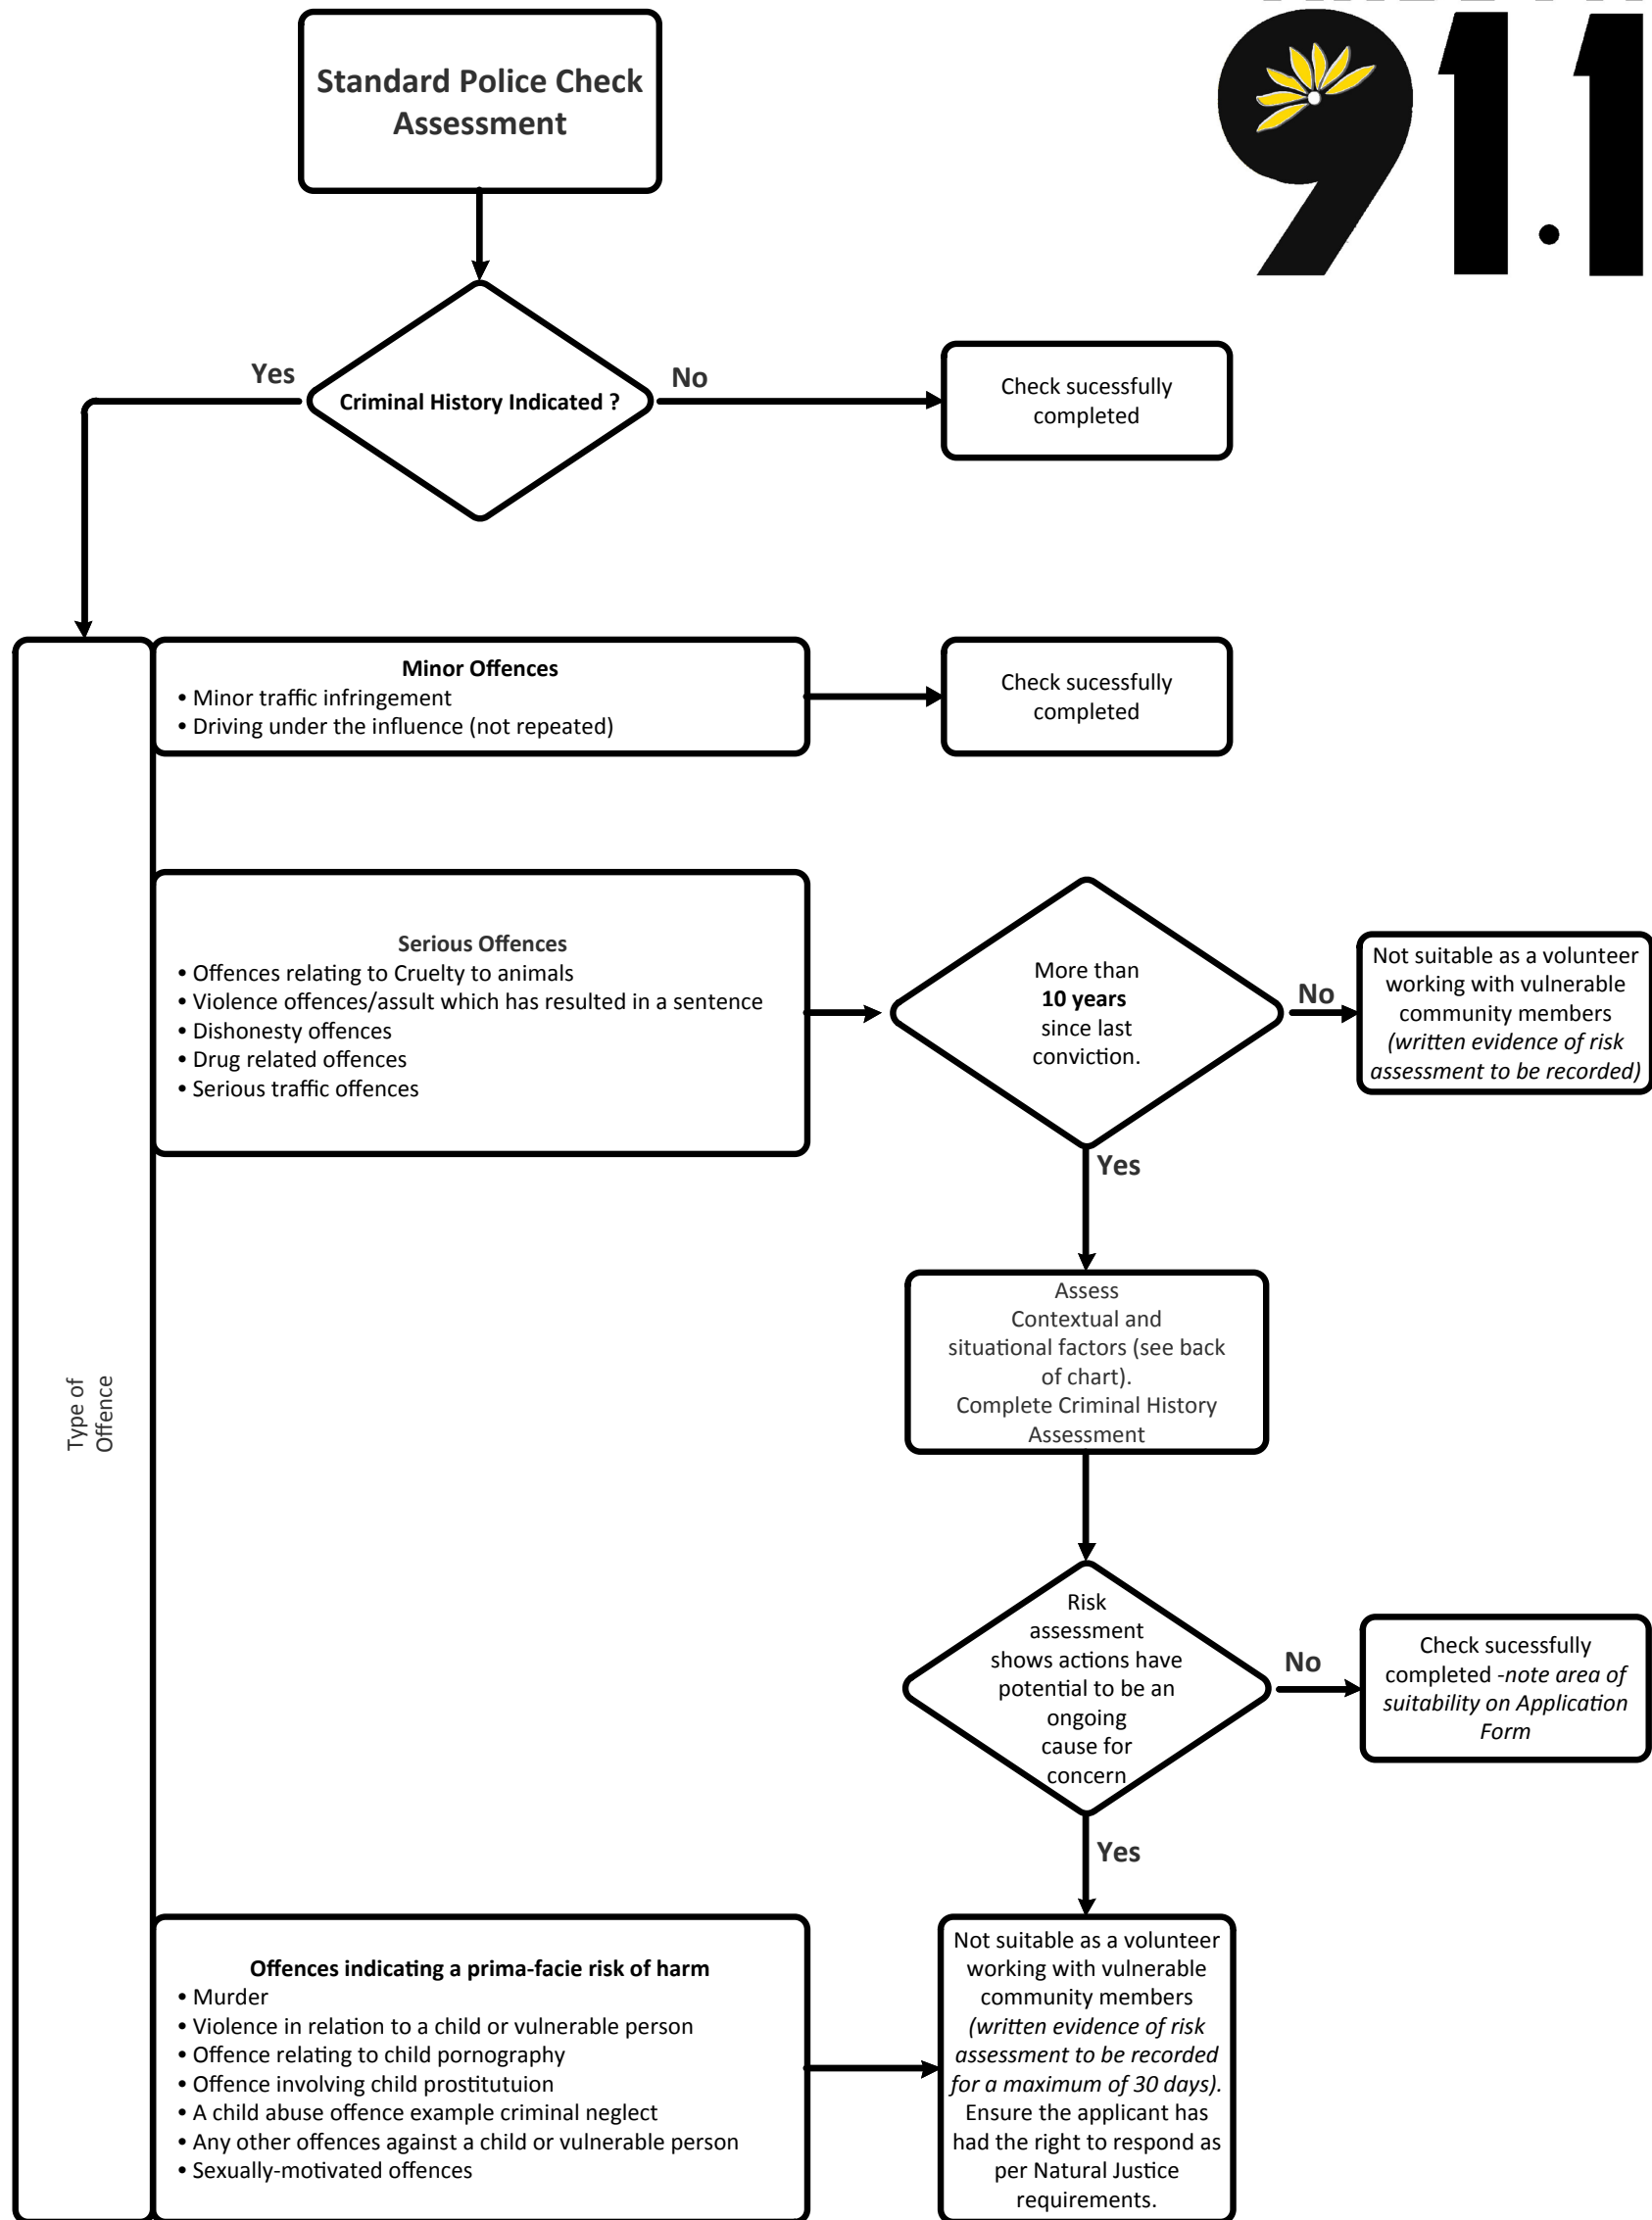 Standard Police Check
Assessment
91.1
Criminal History Indicated ?
Yes
No
Check sucessfully
completed
Type of
Offence
Minor Offences
• Minor traffic infringement
• Driving under the influence (not repeated)
Check sucessfully
completed
Serious Offences
• Offences relating to Cruelty to animals
• Violence offences/assult which has resulted in a sentence
• Dishonesty offences
• Drug related offences
• Serious traffic offences
More than
10 years
since last
conviction.
No
Not suitable as a volunteer
working with vulnerable
community members
(written evidence of risk
assessment to be recorded)
Yes
Assess
Contextual and
situational factors (see back
of chart).
Complete Criminal History
Assessment
Risk
assessment
shows actions have
potential to be an
ongoing
cause for
concern
No
Check sucessfully
completed -note area of
suitability on Application
Form
Yes
Offences indicating a prima-facie risk of harm
• Murder
• Violence in relation to a child or vulnerable person
• Offence relating to child pornography
• Offence involving child prostitutuion
• A child abuse offence example criminal neglect
• Any other offences against a child or vulnerable person
• Sexually-motivated offences
Not suitable as a volunteer
working with vulnerable
community members
(written evidence of risk
assessment to be recorded
for a maximum of 30 days).
Ensure the applicant has
had the right to respond as
per Natural Justice
requirements.